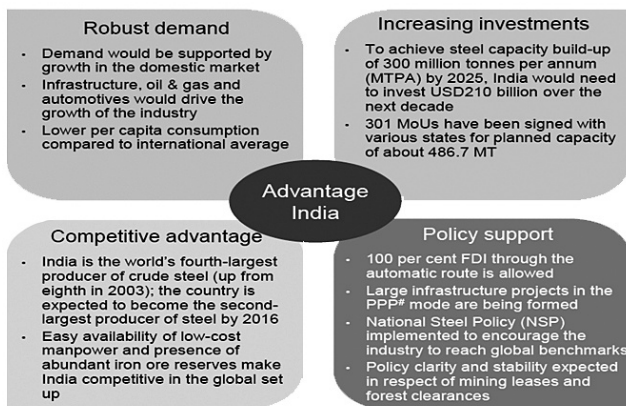 Robust demand
- Demand would be supported by
growth in the domestic market
- Infrastructure, oil & gas and
automotives would drive the
growth of the industry
- Lower per capita consumption
compared to international average
Increasing investments
- To achieve steel capacity build-up
of 300 million tonnes per annum
(MTPA) by 2025, India would need
to invest USD210 billion over the
next decade
- 301 MoUs have been signed with
various states for planned capacity
of about 486.7 MT
Advantage
India
Competitive advantage
- India is the world's fourth-largest
producer of crude steel (up from
eighth in 2003); the country is
expected to become the second-
largest producer of steel by 2016
- Easy availability of low-cost
manpower and presence of
abundant iron ore reserves make
India competitive in the global set
up
Policy support
- 100 per cent FDI through the
automatic route is allowed
- Large infrastructure projects in the
PPP# mode are being formed
- National Steel Policy (NSP)
implemented to encourage the
industry to reach global benchmarks
- Policy clarity and stability expected
in respect of mining leases and
forest clearances